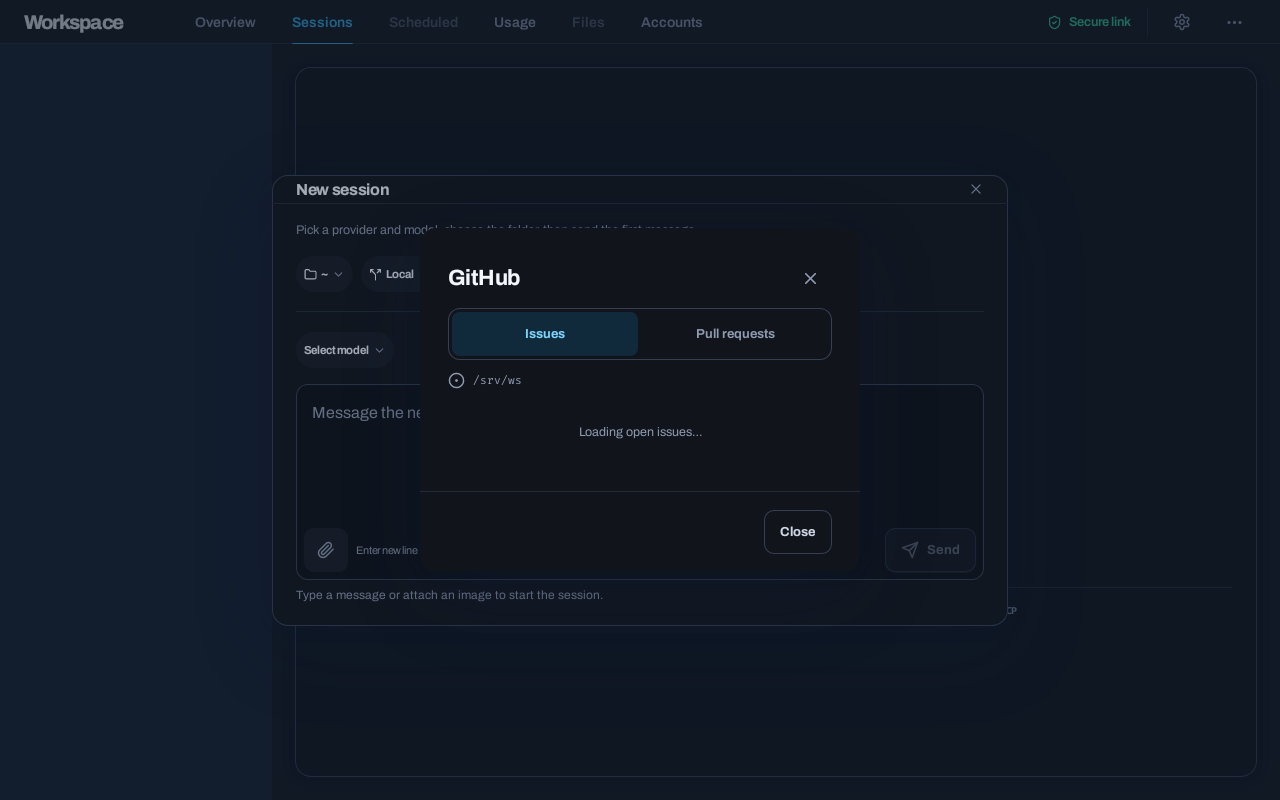 Workspace
Overview
Sessions
Scheduled
Usage
Files
Accounts
Secure link
New session
Pick a provider and model, choose the folder then send the first message.
~
Local
GitHub
Issues
Pull requests
Select model
/srv/ws
Message the
Loading open issues...
Enter new line
Close
Send
Type a message or attach an image to start the session.